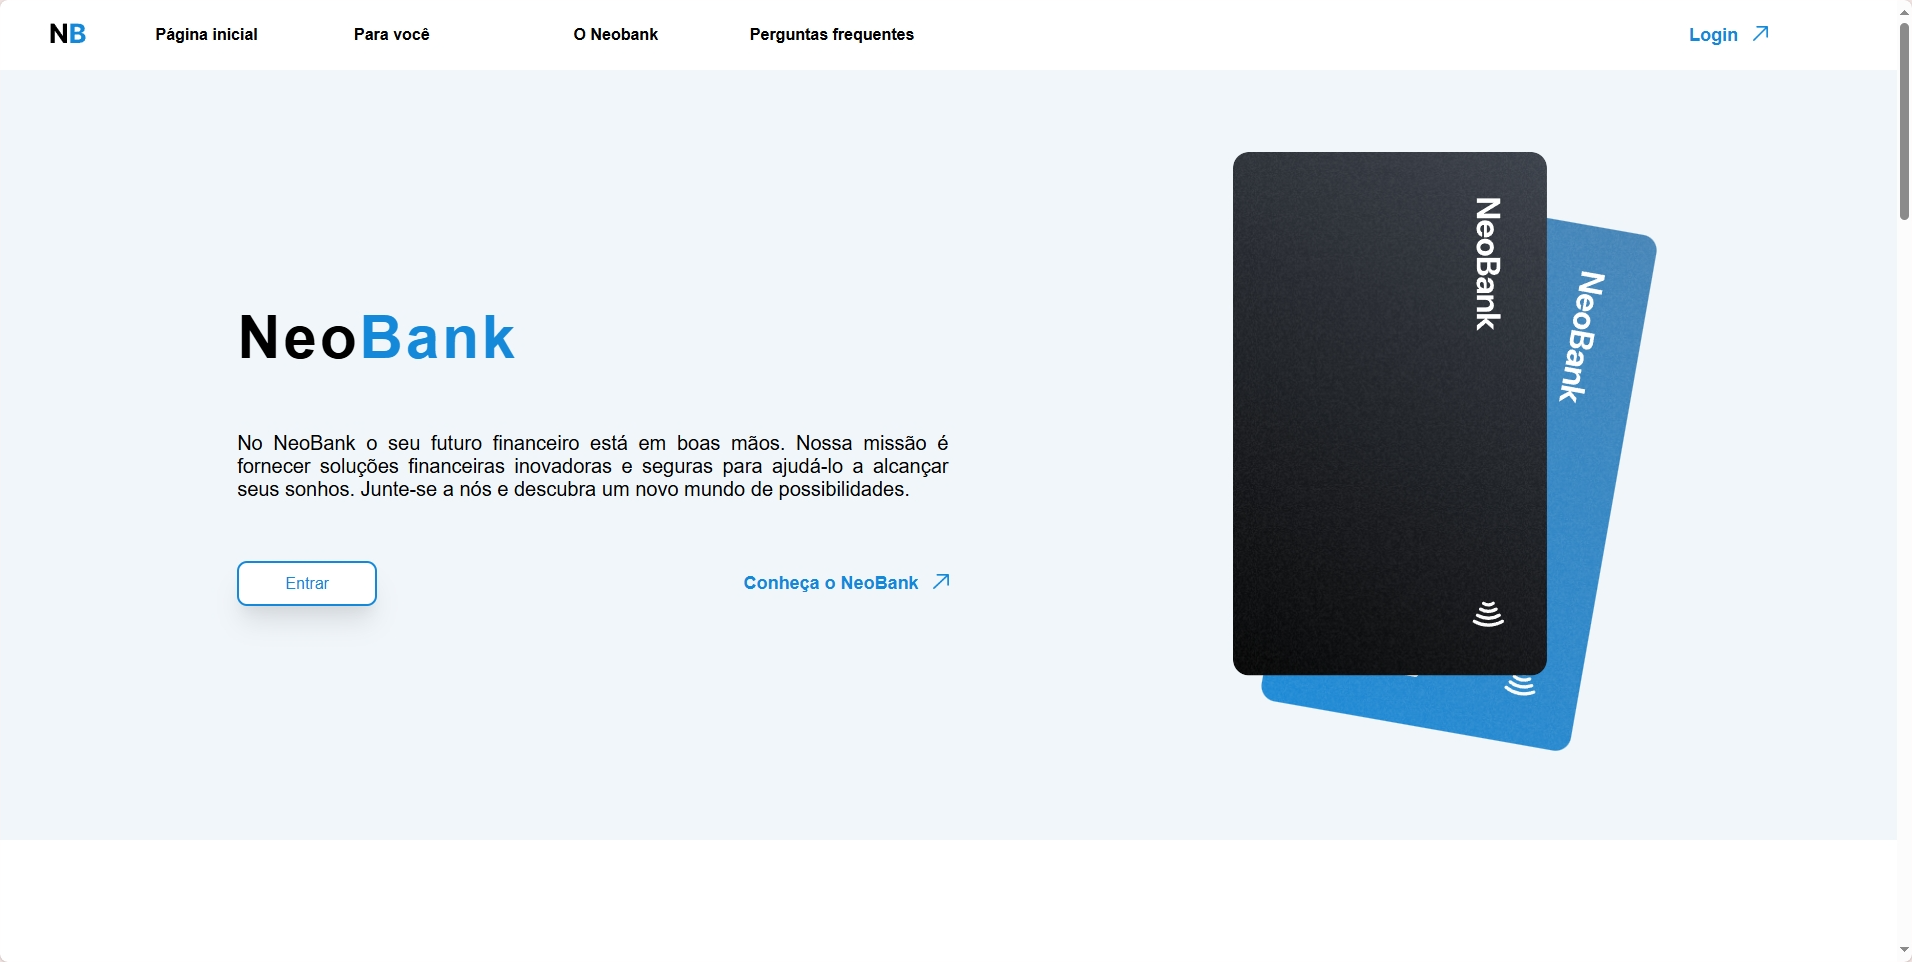 NB
Página inicial
Para você
O Neobank
Perguntas frequentes
Login
NeoBank
No NeoBank o seu futuro financeiro está em boas mãos. Nossa missão é
fornecer soluções financeiras inovadoras e seguras para ajudá-lo a alcançar
seus sonhos. Junte-se a nós e descubra um novo mundo de possibilidades.
Entrar
Conheça o NeoBank
NeoBank
NeoBank